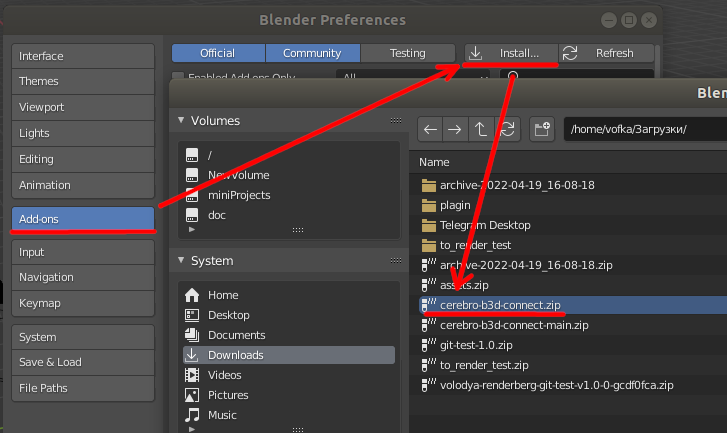 Blender Preferences
Interface
Themes
Viewport
Lights
Editing
Animation
Add-ons
Input
Navigation
Keymap
System
Save & Load
File Paths
Official
Community
Testing
Install...
Refresh
Enabled Add-ons Only
All
Blen
Volumes
/
NewVolume
miniProjects
doc
System
Home
Desktop
Documents
Downloads
Videos
Pictures
Music
/home/vofka/Загрузки/
Name
archive-2022-04-19_16-08-18
plagin
Telegram Desktop
to_render_test
archive-2022-04-19_16-08-18.zip
assets.zip
cerebro-b3d-connect.zip
cerebro-b3d-connect-main.zip
git-test-1.0.zip
to_render_test.zip
volodya-renderberg-git-test-v1.0-0-gcdf0fca.zip